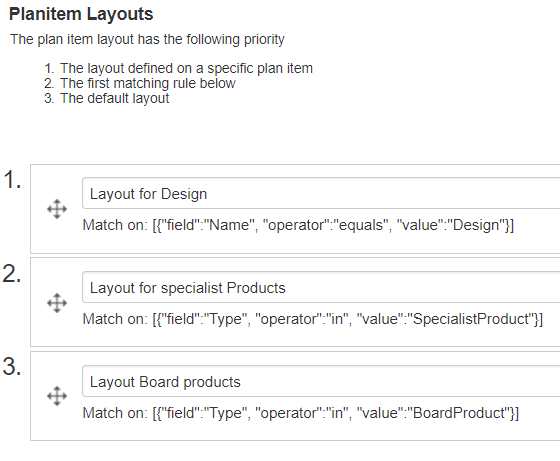 Planitem Layouts
The plan item layout has the following priority
1. The layout defined on a specific plan item
2. The first matching rule below
3. The default layout
1.
Layout for Design
Match on: [{"field":"Name", "operator":"equals", "value":"Design"}]
2.
Layout for specialist Products
Match on: [{"field":"Type", "operator":"in", "value":"SpecialistProduct"}]
3.
Layout Board products
Match on: [{"field":"Type", "operator":"in", "value":"BoardProduct"}]